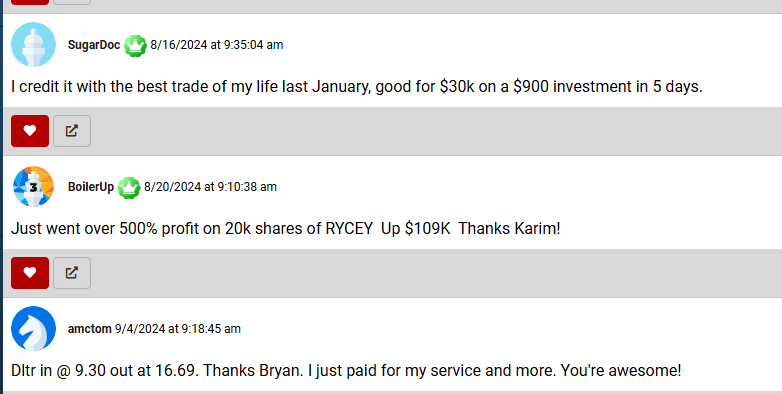 SugarDoc 8/16/2024 at 9:35:04 am
I credit it with the best trade of my life last January, good for $30k on a $900 investment in 5 days.
3
BoilerUp 8/20/2024 at 9:10:38 am
Just went over 500% profit on 20k shares of RYCEY  Up $109K  Thanks Karim!
amctom 9/4/2024 at 9:18:45 am
Dltr in @ 9.30 out at 16.69. Thanks Bryan. I just paid for my service and more. You're awesome!